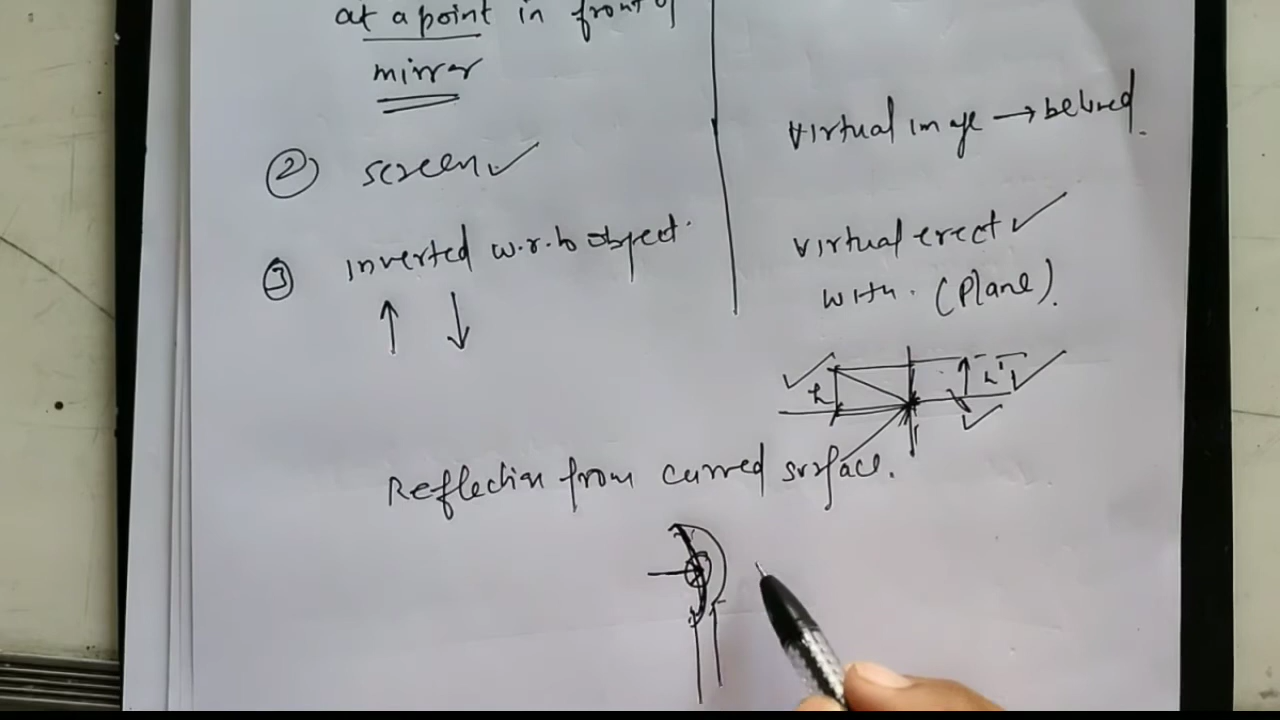 at a point in front of
mirror
② screen ✓
③ inverted w.r.to object.
virtual image → behind.
virtual erect ✓
with. (Plane).
h
h'
Reflection from curved surface.